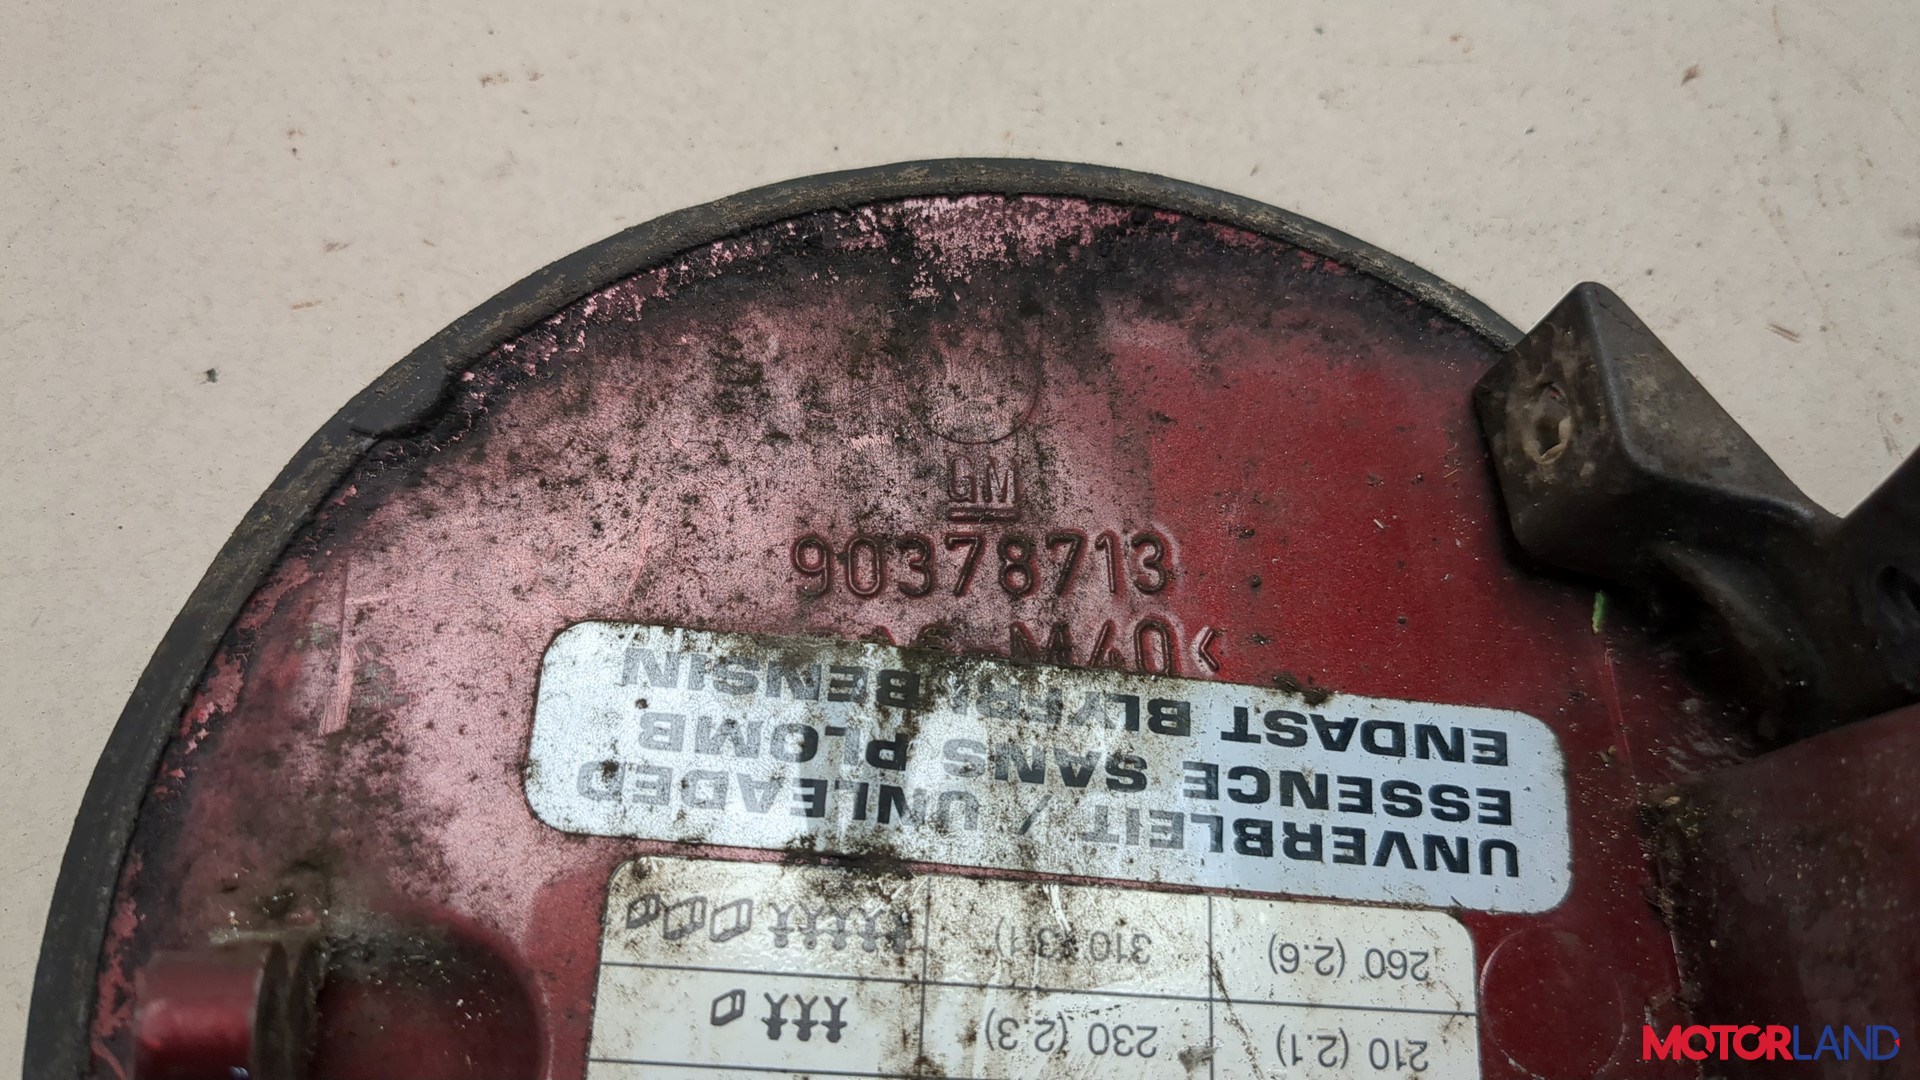 GM
90378713
M40<
UNVERBLEIT / UNLEADED
ESSENCE SANS PLOMB
ENDAST BLYFRI BENSIN
210 (2.1) 230 (2.3)
260 (2.6) 310 (3.1)
MOTORLAND